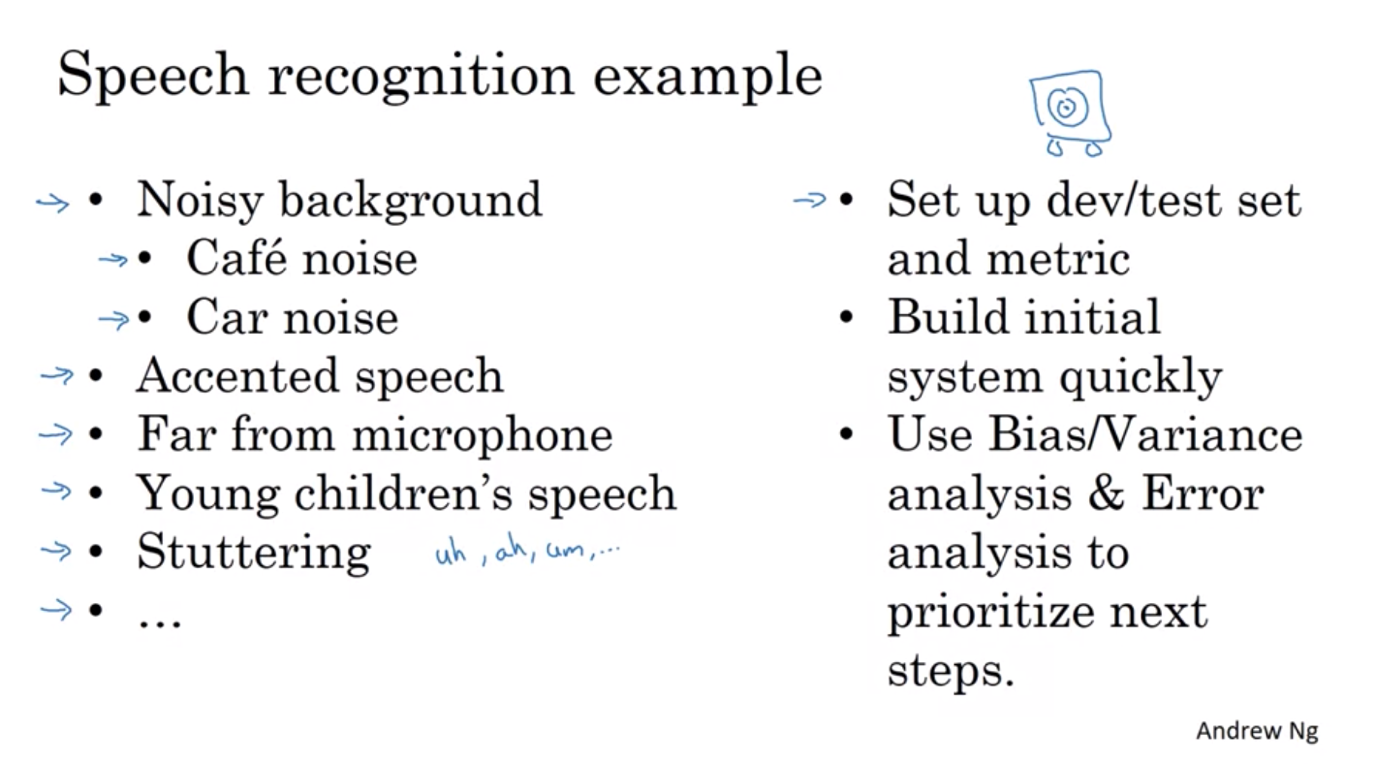 Speech recognition example
• Noisy background
• Café noise
• Car noise
• Accented speech
• Far from microphone
• Young children’s speech
• Stuttering uh, ah, um, ...
• ...
• Set up dev/test set
and metric
• Build initial
system quickly
• Use Bias/Variance
analysis & Error
analysis to
prioritize next
steps.
Andrew Ng